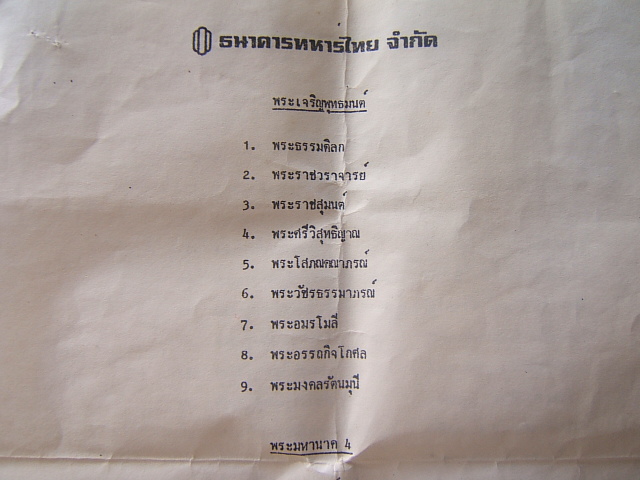 ธนาคารทหารไทย จำกัด
พระเจริญพุทธมนต์
1. พระธรรมดิลก
2. พระราชวราจารย์
3. พระราชสุมนต์
4. พระศรีวิสุทธิญาณ
5. พระโสภณคณาภรณ์
6. พระวัชรธรรมาภรณ์
7. พระอมรโมลี
8. พระอรรถกิจโกศล
9. พระมงคลรัตนมุนี
พระมหานาค 4